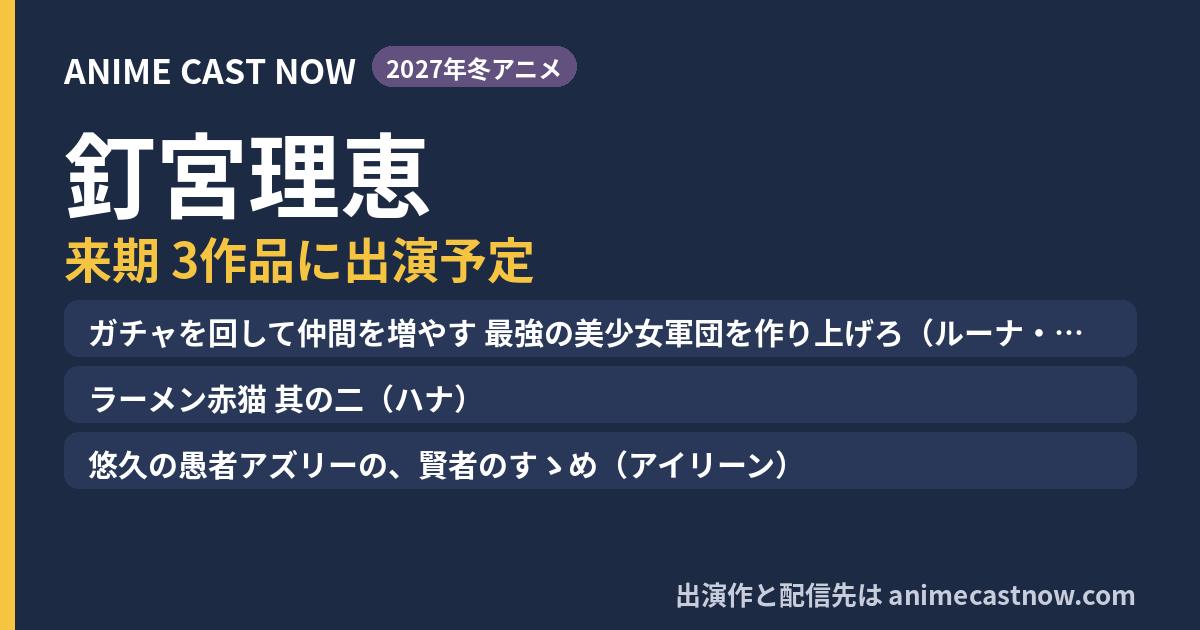 ANIME CAST NOW 2027年冬アニメ
釘宮理恵
来期 3作品に出演予定
ガチャを回して仲間を増やす 最強の美少女軍団を作り上げろ（ルーナ・…
ラーメン赤猫 其の二（ハナ）
悠久の愚者アズリーの、賢者のすゝめ（アイリーン）
出演作と配信先は animecastnow.com